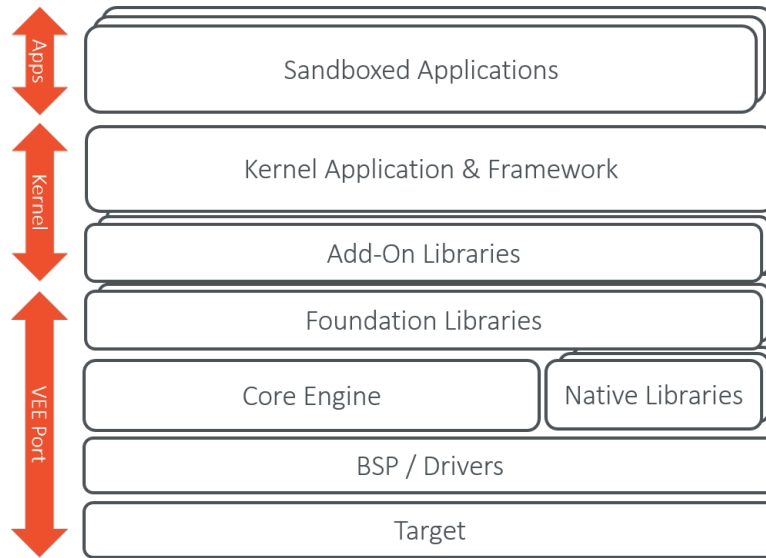 Apps
Sandboxed Applications
Kernel
Kernel Application & Framework
Add-On Libraries
VEE Port
Foundation Libraries
Core Engine
Native Libraries
BSP / Drivers
Target